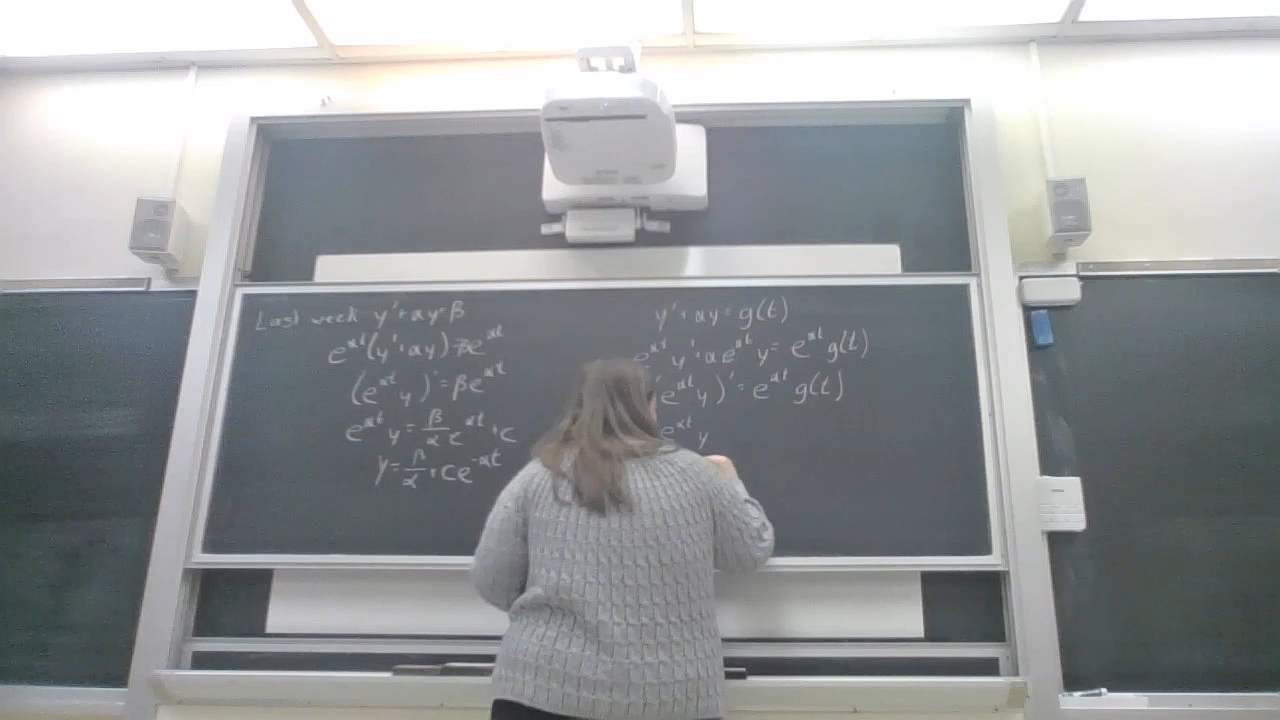 Last week y' + αy = β
e^{αt}(y' + αy) = βe^{αt}
(e^{αt} y)' = βe^{αt}
e^{αt} y = β/α e^{αt} + c
y = β/α + ce^{-αt}
y' + αy = g(t)
e^{αt} y' + αe^{αt} y = e^{αt} g(t)
(e^{αt} y)' = e^{αt} g(t)
e^{αt} y